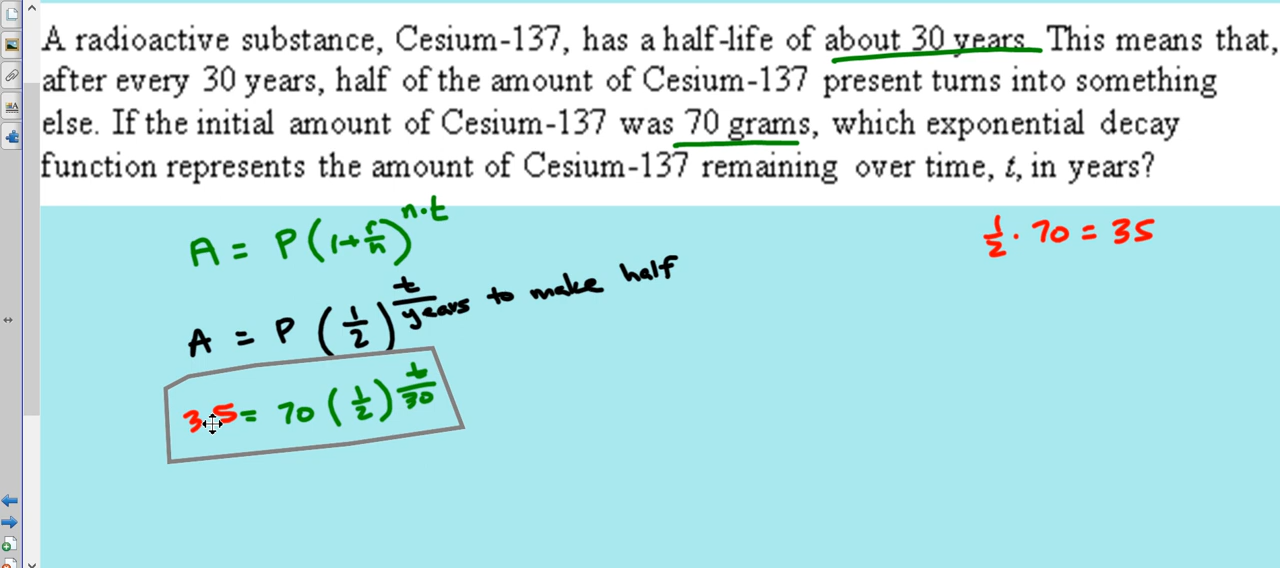 A radioactive substance, Cesium-137, has a half-life of about 30 years. This means that,
after every 30 years, half of the amount of Cesium-137 present turns into something
else. If the initial amount of Cesium-137 was 70 grams, which exponential decay
function represents the amount of Cesium-137 remaining over time, t, in years?
A = P(1+r/n)^n·t
1/2 · 70 = 35
A = P (1/2)^t/years to make half
35 = 70 (1/2)^t/30